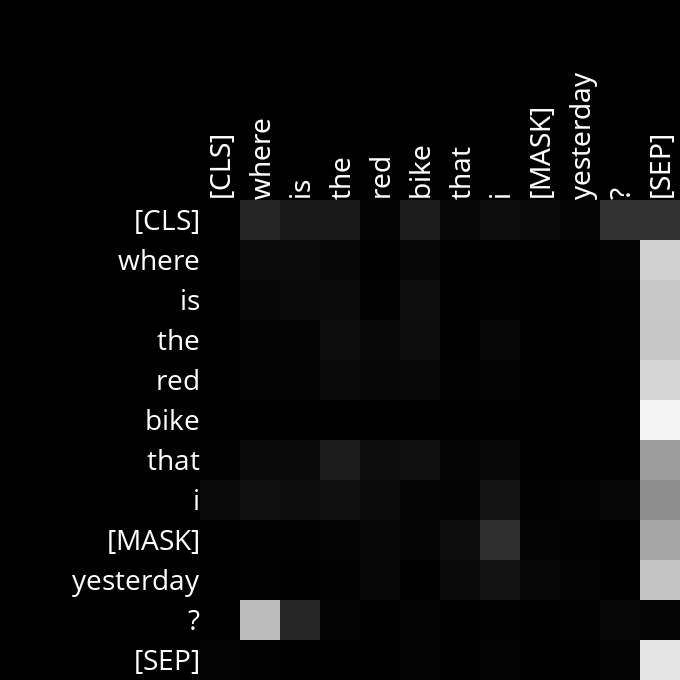 [CLS] where is the red bike that i [MASK] yesterday ? [SEP]
[CLS]
where
is
the
red
bike
that
i
[MASK]
yesterday
?
[SEP]